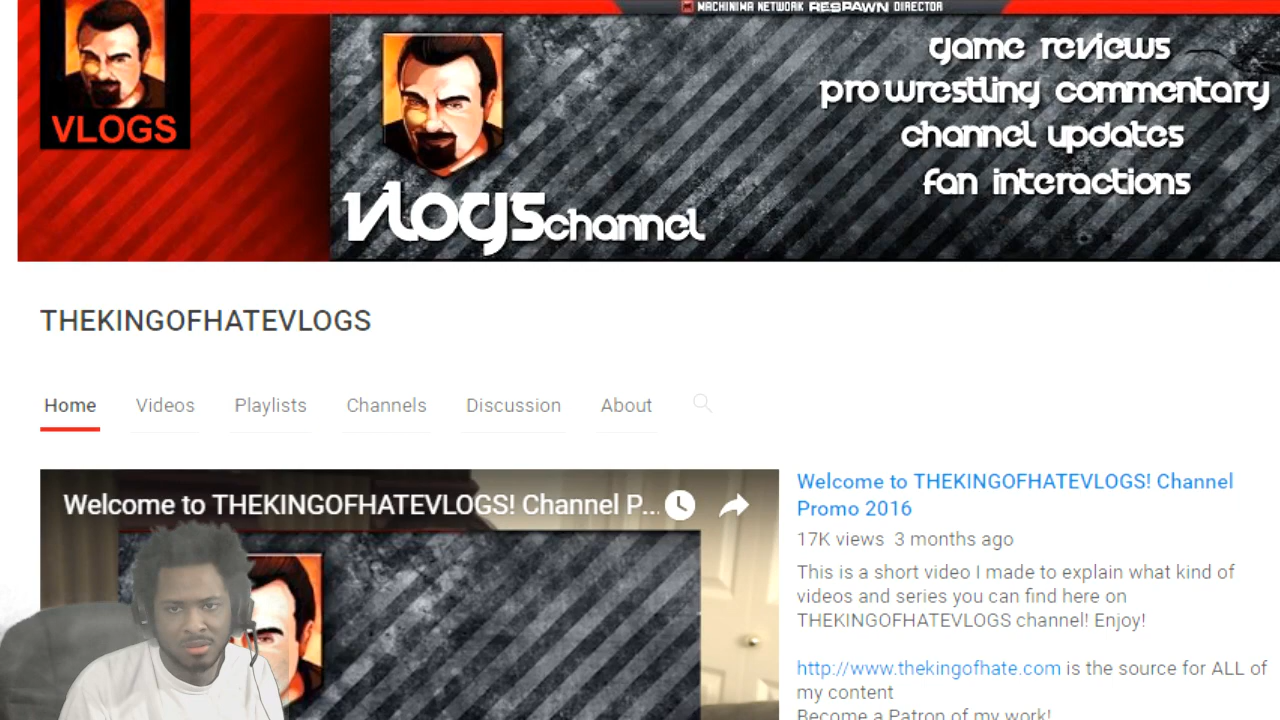 MACHINIMA NETWORK RESPAWN DIRECTOR
VLOGS
vlogs channel
game reviews
pro wrestling commentary
channel updates
fan interactions
THEKINGOFHATEVLOGS
Home Videos Playlists Channels Discussion About
Welcome to THEKINGOFHATEVLOGS! Channel P...
Welcome to THEKINGOFHATEVLOGS! Channel
Promo 2016
17K views 3 months ago
This is a short video I made to explain what kind of
videos and series you can find here on
THEKINGOFHATEVLOGS channel! Enjoy!
http://www.thekingofhate.com is the source for ALL of
my content
Become a Patron of my work!